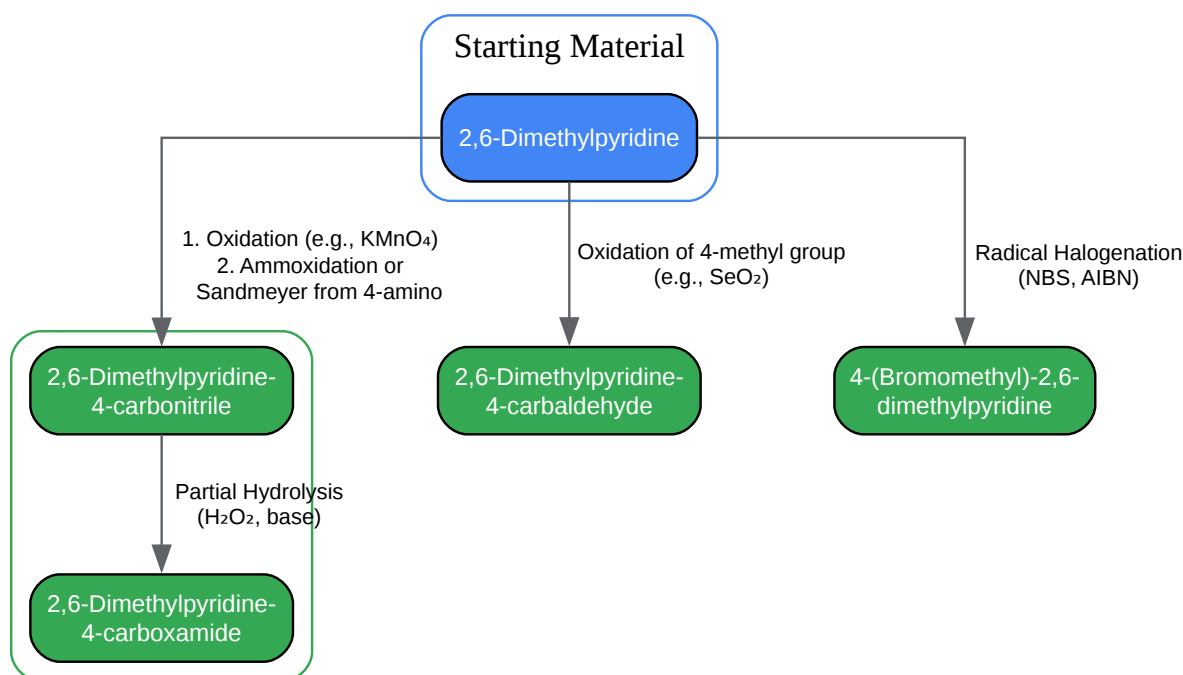 Starting Material
2,6-Dimethylpyridine
1. Oxidation (e.g., KMnO₄)
2. Ammoxidation or
Sandmeyer from 4-amino
Oxidation of 4-methyl group
(e.g., SeO₂)
Radical Halogenation
(NBS, AIBN)
2,6-Dimethylpyridine-
4-carbonitrile
2,6-Dimethylpyridine-
4-carbaldehyde
4-(Bromomethyl)-2,6-
dimethylpyridine
Partial Hydrolysis
(H₂O₂, base)
2,6-Dimethylpyridine-
4-carboxamide